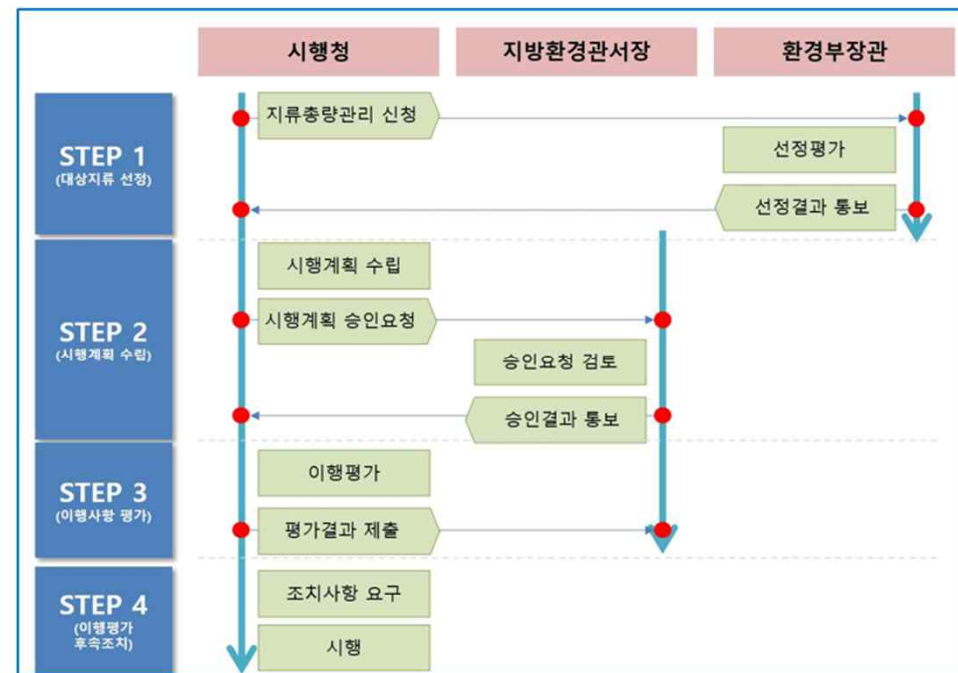 시행청
지방환경관서장
환경부장관
STEP 1
(대상지류 선정)
지류총량관리 신청
선정평가
선정결과 통보
STEP 2
(시행계획 수립)
시행계획 수립
시행계획 승인요청
승인요청 검토
승인결과 통보
STEP 3
(이행사항 평가)
이행평가
평가결과 제출
STEP 4
(이행평가
후속조치)
조치사항 요구
시행